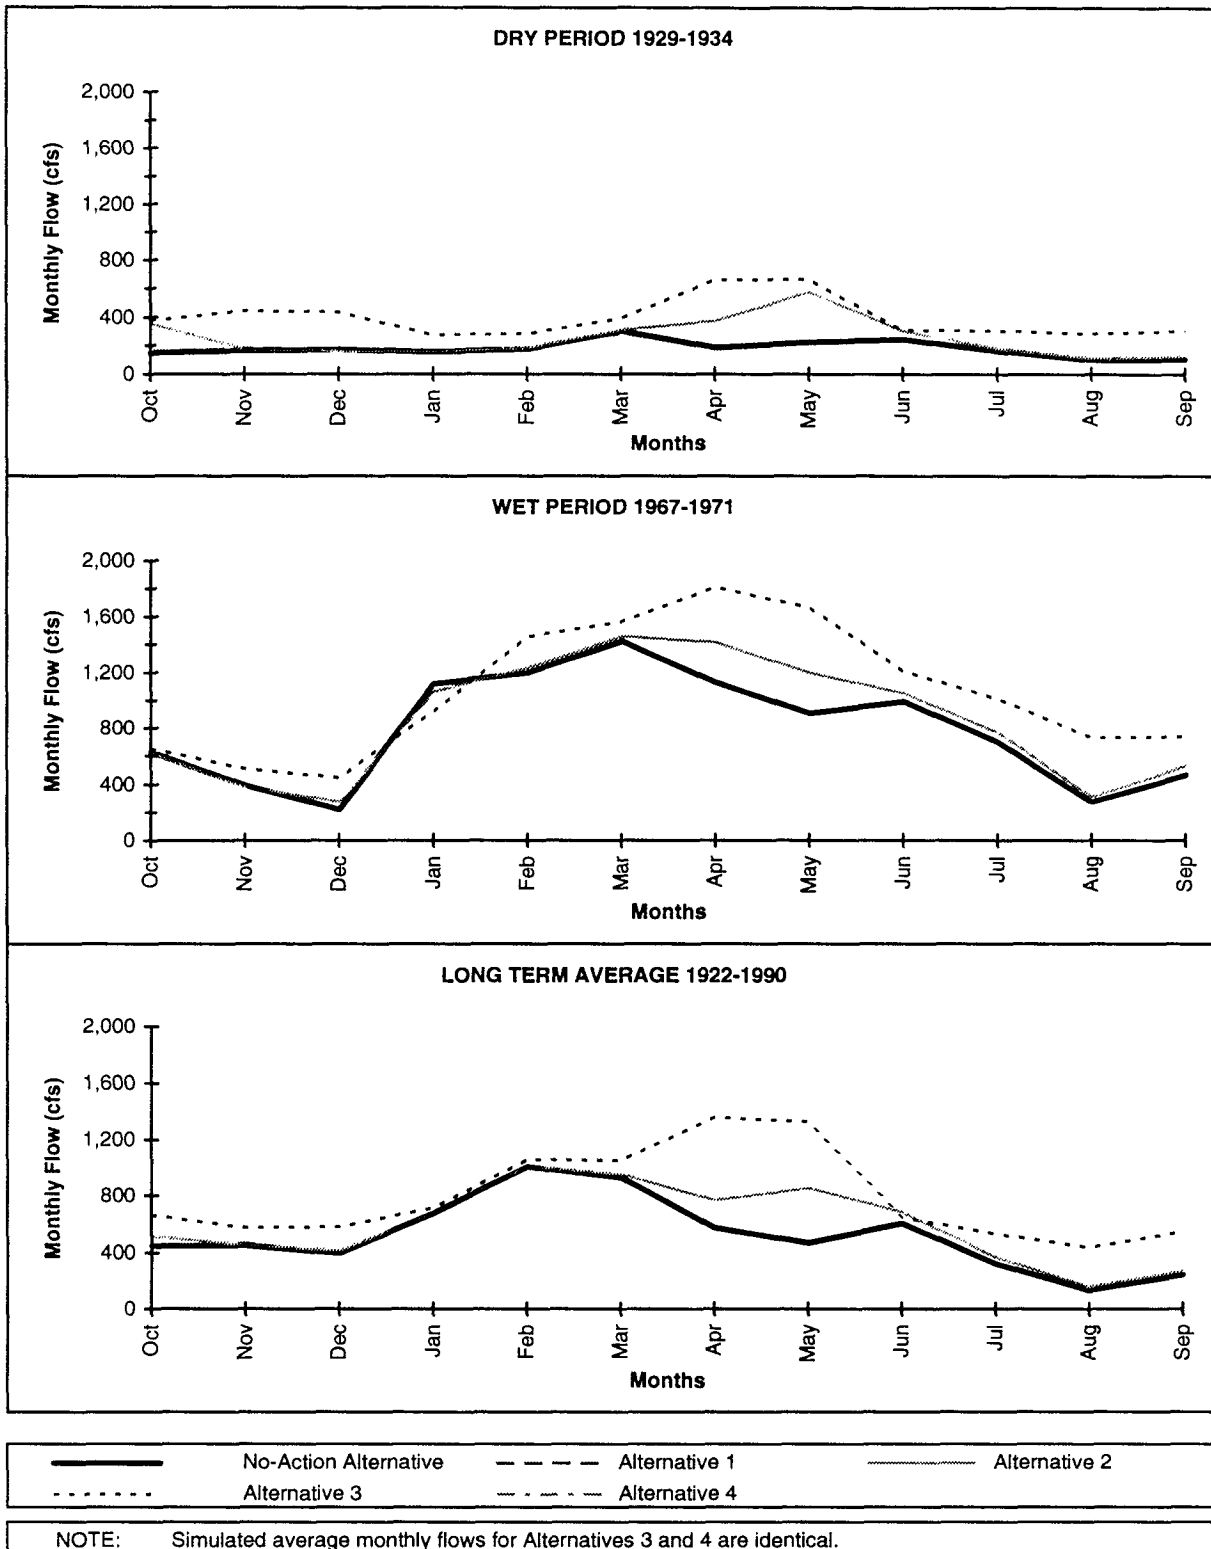 DRY PERIOD 1929-1934
2,000
1,600
1,200
800
400
0
Monthly Flow (cfs)
Oct Nov Dec Jan Feb Mar Apr May Jun Jul Aug Sep
Months
WET PERIOD 1967-1971
2,000
1,600
1,200
800
400
0
Monthly Flow (cfs)
Oct Nov Dec Jan Feb Mar Apr May Jun Jul Aug Sep
Months
LONG TERM AVERAGE 1922-1990
2,000
1,600
1,200
800
400
0
Monthly Flow (cfs)
Oct Nov Dec Jan Feb Mar Apr May Jun Jul Aug Sep
Months
No-Action Alternative Alternative 1 Alternative 2
Alternative 3 Alternative 4
NOTE: Simulated average monthly flows for Alternatives 3 and 4 are identical.